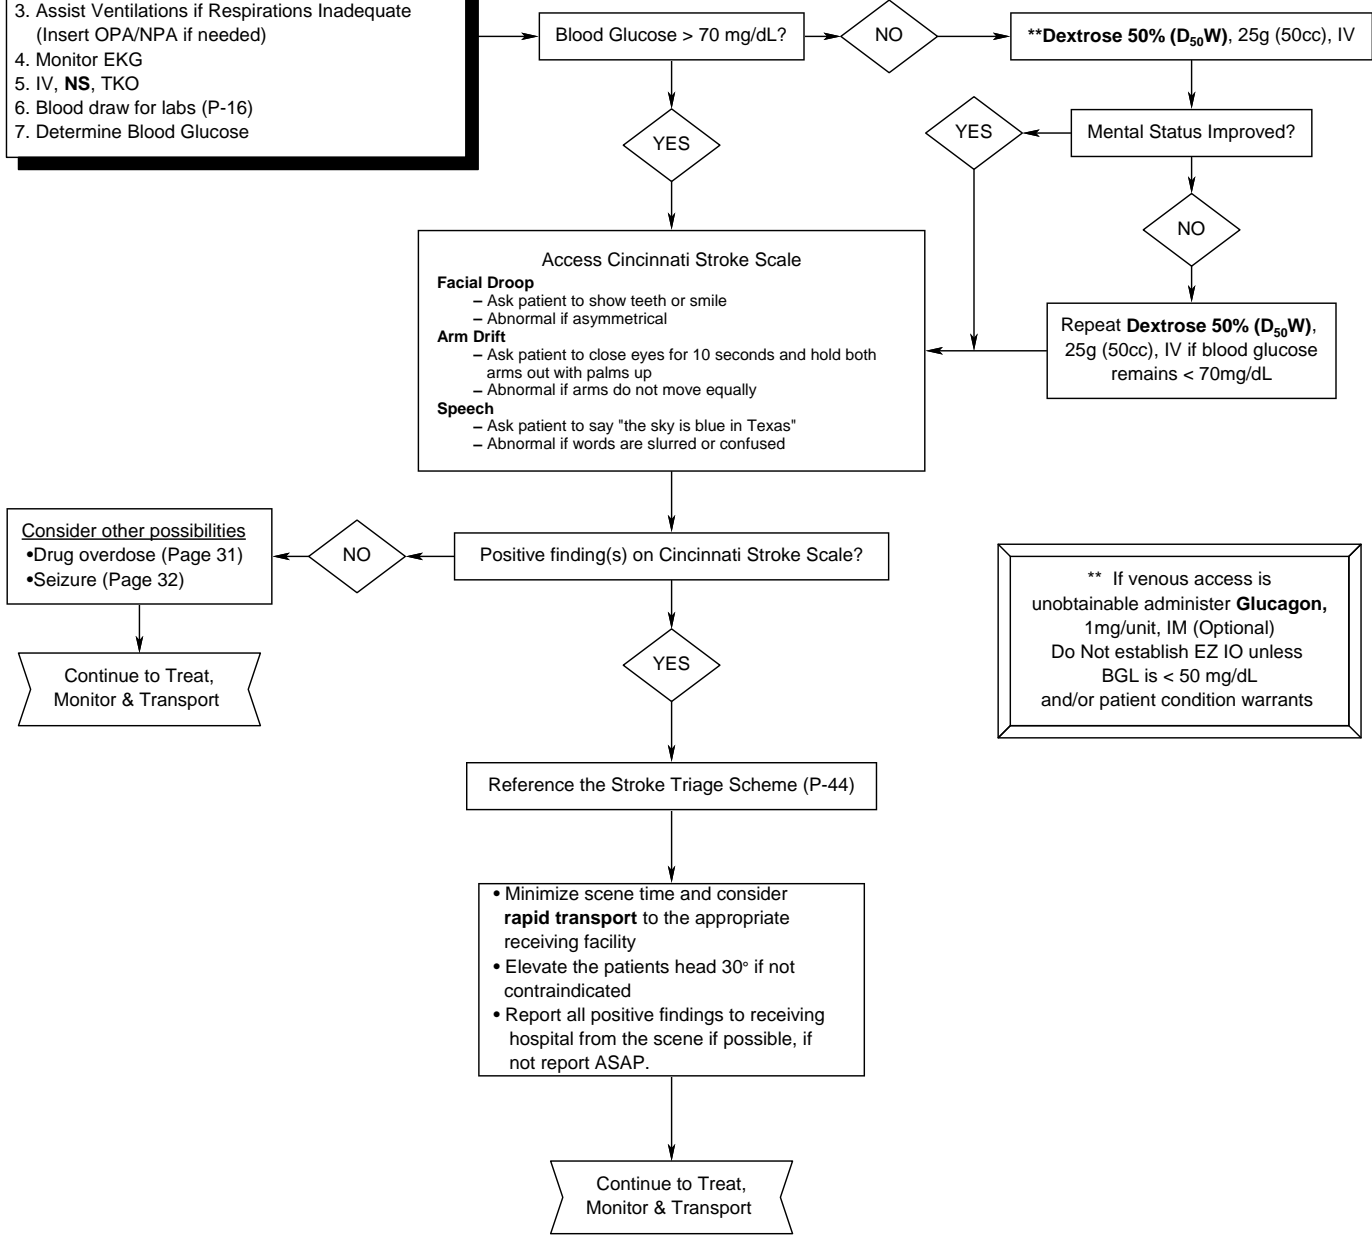 3. Assist Ventilations if Respirations Inadequate
(Insert OPA/NPA if needed)
4. Monitor EKG
5. IV, NS, TKO
6. Blood draw for labs (P-16)
7. Determine Blood Glucose
Blood Glucose > 70 mg/dL?
NO
**Dextrose 50% (D50W), 25g (50cc), IV
YES
YES
Mental Status Improved?
NO
Repeat Dextrose 50% (D50W),
25g (50cc), IV if blood glucose
remains < 70mg/dL
Access Cincinnati Stroke Scale
Facial Droop
– Ask patient to show teeth or smile
– Abnormal if asymmetrical
Arm Drift
– Ask patient to close eyes for 10 seconds and hold both
arms out with palms up
– Abnormal if arms do not move equally
Speech
– Ask patient to say "the sky is blue in Texas"
– Abnormal if words are slurred or confused
Positive finding(s) on Cincinnati Stroke Scale?
NO
Consider other possibilities
•Drug overdose (Page 31)
•Seizure (Page 32)
Continue to Treat,
Monitor & Transport
YES
** If venous access is
unobtainable administer Glucagon,
1mg/unit, IM (Optional)
Do Not establish EZ IO unless
BGL is < 50 mg/dL
and/or patient condition warrants
Reference the Stroke Triage Scheme (P-44)
• Minimize scene time and consider
rapid transport to the appropriate
receiving facility
• Elevate the patients head 30° if not
contraindicated
• Report all positive findings to receiving
hospital from the scene if possible, if
not report ASAP.
Continue to Treat,
Monitor & Transport